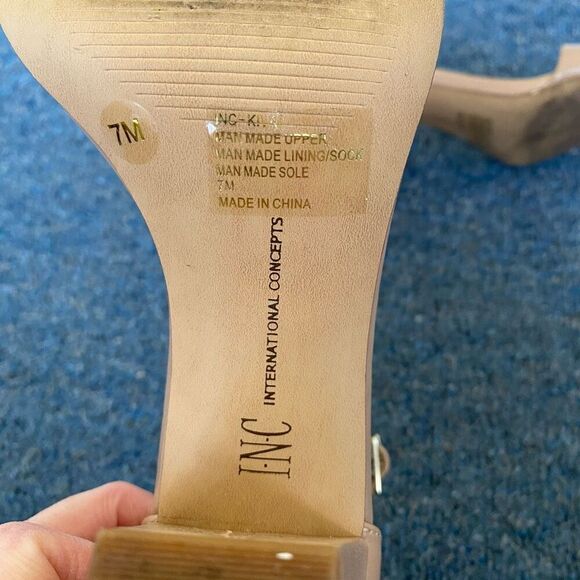 7M
MAN MADE UPPER
MAN MADE LINING/SOCK
MAN MADE SOLE
7M
MADE IN CHINA
INTERNATIONAL CONCEPTS
I·N·C